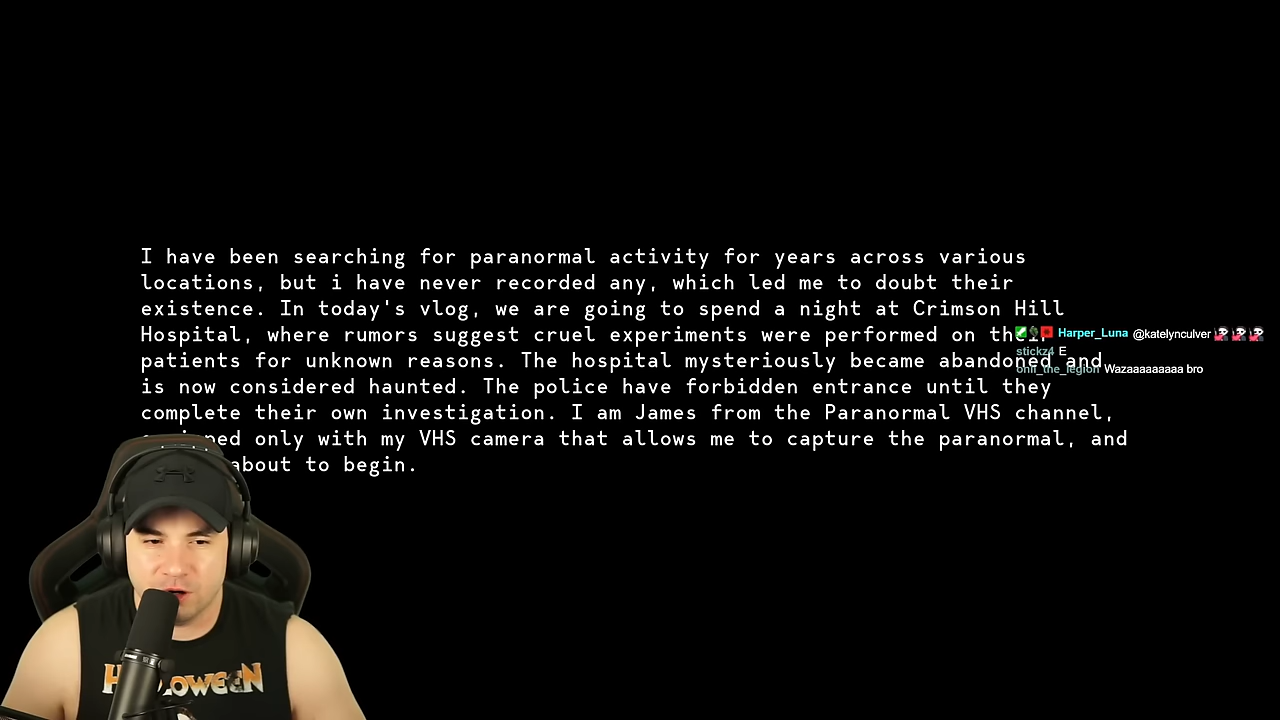 I have been searching for paranormal activity for years across various
locations, but i have never recorded any, which led me to doubt their
existence. In today's vlog, we are going to spend a night at Crimson Hill
Hospital, where rumors suggest cruel experiments were performed on their
patients for unknown reasons. The hospital mysteriously became abandoned and
is now considered haunted. The police have forbidden entrance until they
complete their own investigation. I am James from the Paranormal VHS channel,
only with my VHS camera that allows me to capture the paranormal, and
about to begin.
Harper_Luna @katelynculver
stickz4 E
onii_the_legion Wazaaaaaaaaa bro
HALLOWEEN